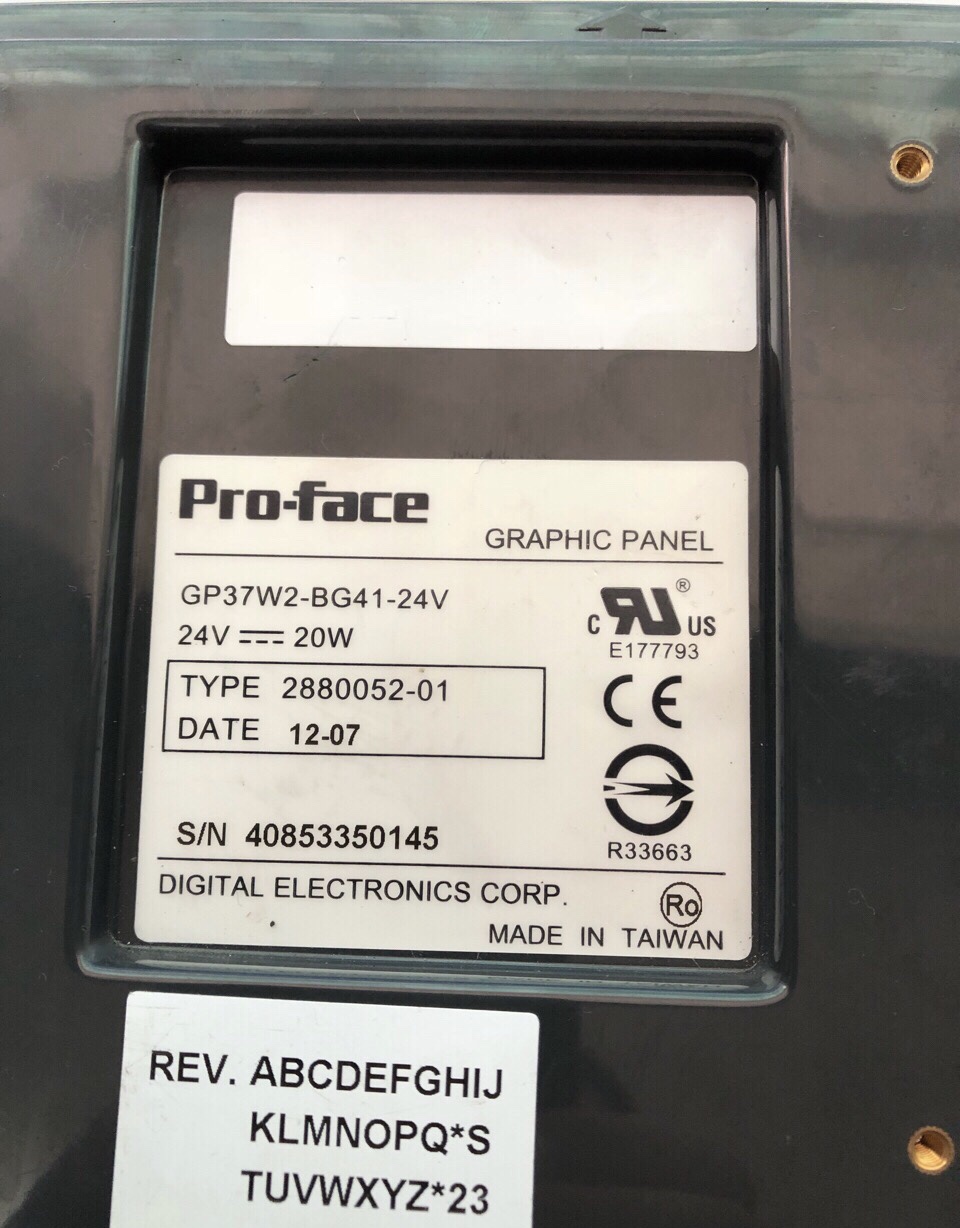 Pro-face
GRAPHIC PANEL
GP37W2-BG41-24V
24V ⎓ 20W
TYPE 2880052-01
DATE 12-07
S/N 40853350145
C RU ® US
E177793
CE
R33663
DIGITAL ELECTRONICS CORP.
Ro
MADE IN TAIWAN
REV. ABCDEFGHIJ
KLMNOPQ*S
TUVWXYZ*23